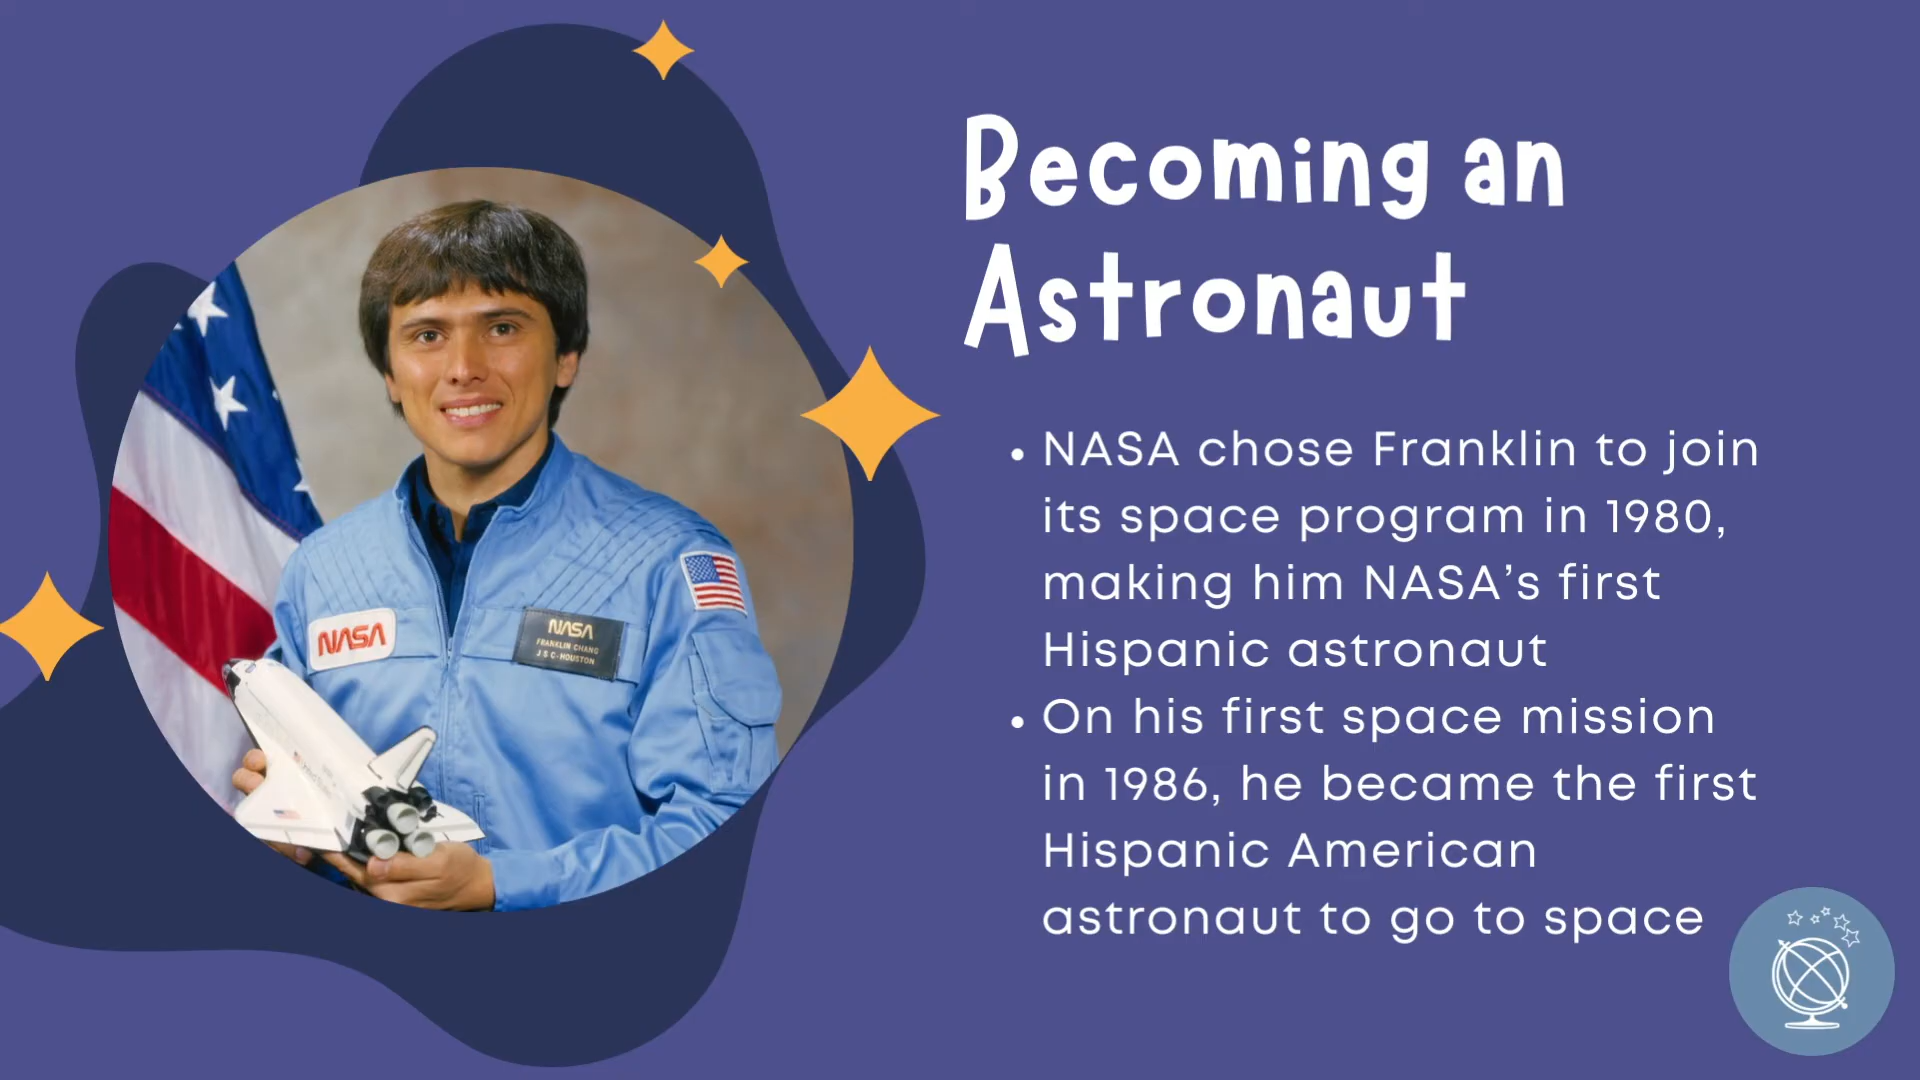 Becoming an
Astronaut
• NASA chose Franklin to join
its space program in 1980,
making him NASA’s first
Hispanic astronaut
• On his first space mission
in 1986, he became the first
Hispanic American
astronaut to go to space
NASA
NASA
FRANKLIN CHANG
J S C-HOUSTON